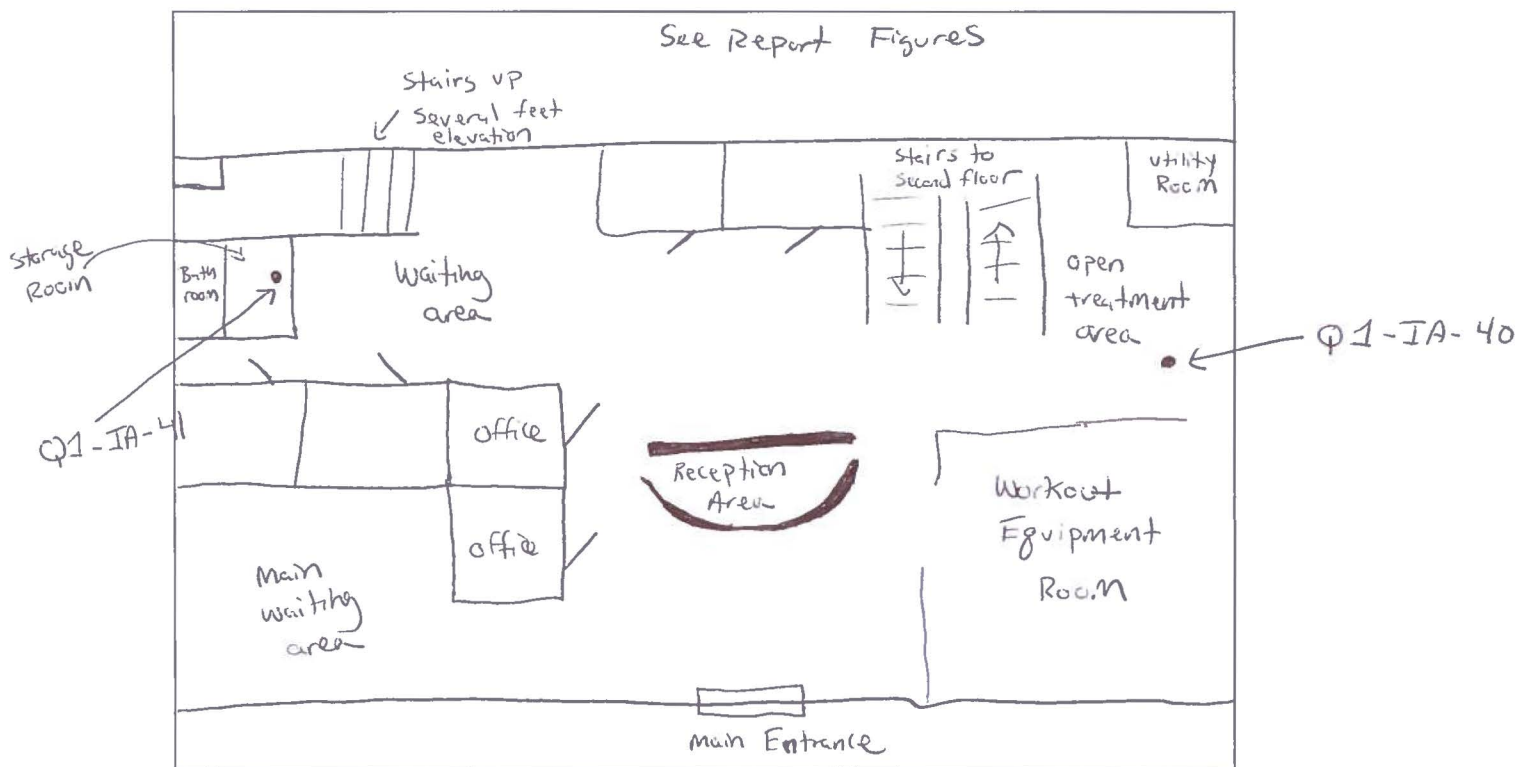 See Report Figures
Stairs up
several feet
elevation
Stairs to
second floor
Utility
Room
Storage
Room
Bath
room
Waiting
area
open
treatment
area
Q1-IA-40
Q1-IA-41
office
Reception
Area
Workout
Equipment
Room
office
Main
waiting
area
Main Entrance